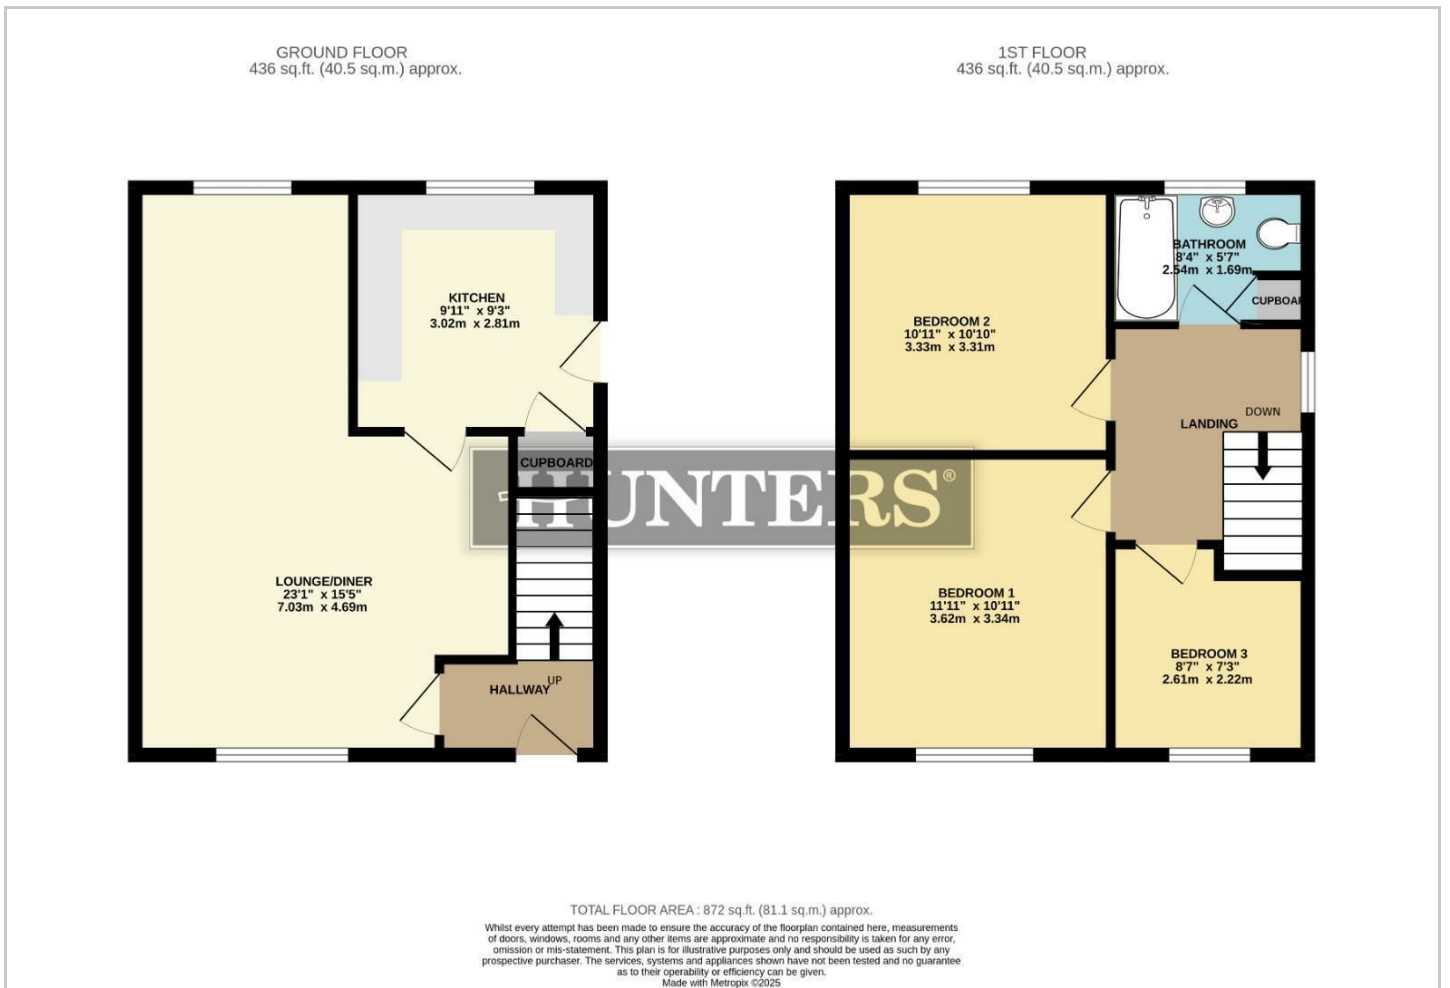 GROUND FLOOR
436 sq.ft. (40.5 sq.m.) approx.
1ST FLOOR
436 sq.ft. (40.5 sq.m.) approx.
KITCHEN
9'11" x 9'3"
3.02m x 2.81m
CUPBOARD
LOUNGE/DINER
23'1" x 15'5"
7.03m x 4.69m
UP
HALLWAY
BATHROOM
8'4" x 5'7"
2.54m x 1.69m
CUPBOAR
BEDROOM 2
10'11" x 10'10"
3.33m x 3.31m
DOWN
LANDING
HUNTERS®
BEDROOM 1
11'11" x 10'11"
3.62m x 3.34m
BEDROOM 3
8'7" x 7'3"
2.61m x 2.22m
TOTAL FLOOR AREA : 872 sq.ft. (81.1 sq.m.) approx.
Whilst every attempt has been made to ensure the accuracy of the floorplan contained here, measurements
of doors, windows, rooms and any other items are approximate and no responsibility is taken for any error,
omission or mis-statement. This plan is for illustrative purposes only and should be used as such by any
prospective purchaser. The services, systems and appliances shown have not been tested and no guarantee
as to their operability or efficiency can be given.
Made with Metropix ©2025